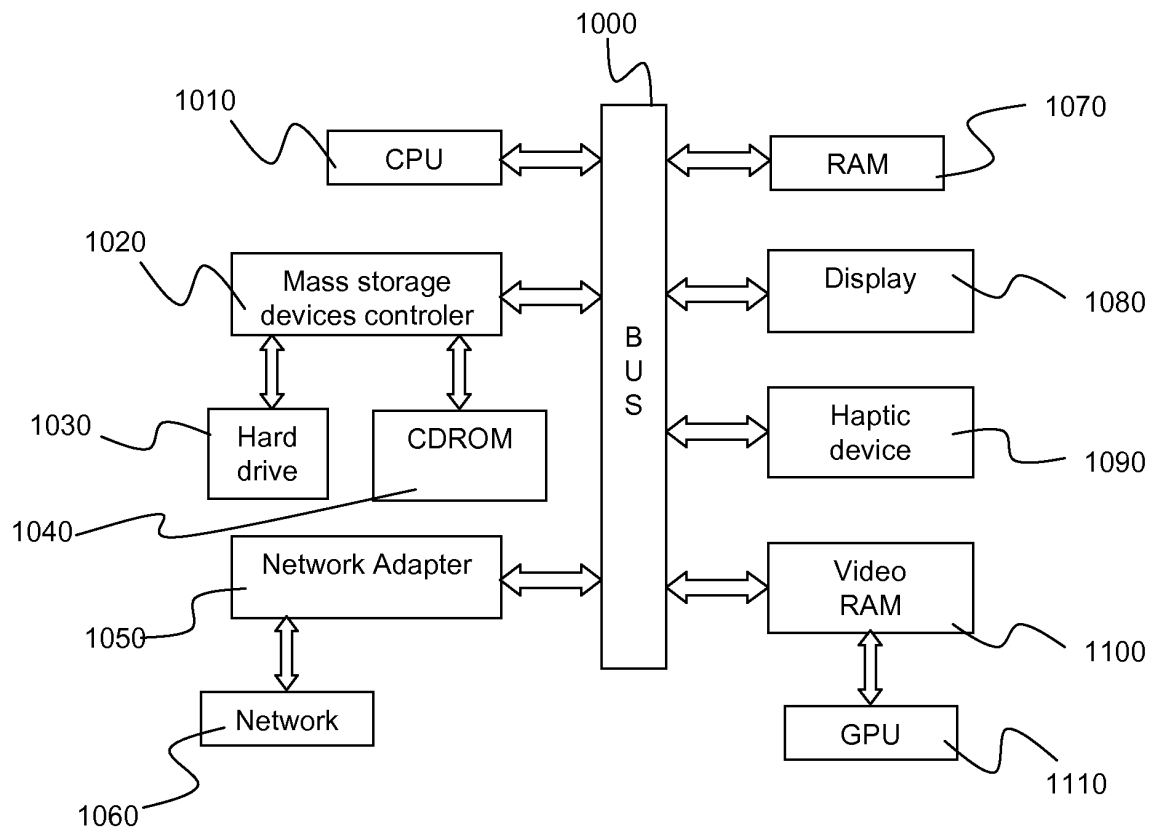 1000
1010
CPU
1070
RAM
1020
Mass storage
devices controler
Display
1080
B
U
S
1030
Hard
drive
CDROM
Haptic
device
1090
1040
Network Adapter
1050
Video
RAM
1100
Network
1060
GPU
1110